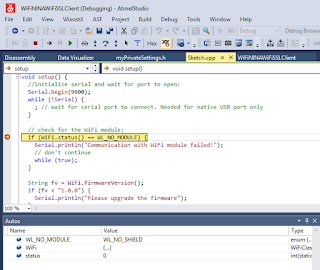 WiFiNINAWiFiSSLClient (Debugging) - AtmelStudio
File Edit View VAssistX ASF Project Build Debug Tools
Disassembly Data Visualizer myPrivateSettings.h Sketch.cpp WiFiNINAWiFiSSLClient
setup void setup()
void setup() {
//Initialize serial and wait for port to open:
Serial.begin(9600);
while (!Serial) {
; // wait for serial port to connect. Needed for native USB port only
}
// check for the WiFi module:
if (WiFi.status() == WL_NO_MODULE) {
Serial.println("Communication with WiFi module failed!");
// don't continue
while (true);
}
String fv = WiFi.firmwareVersion();
if (fv < "1.0.0") {
Serial.println("Please upgrade the firmware");
100 %
Autos
Name Value Type
WL_NO_MODULE WL_NO_SHIELD enum {
WiFi {...} WiFiClas
status 0 int(stati